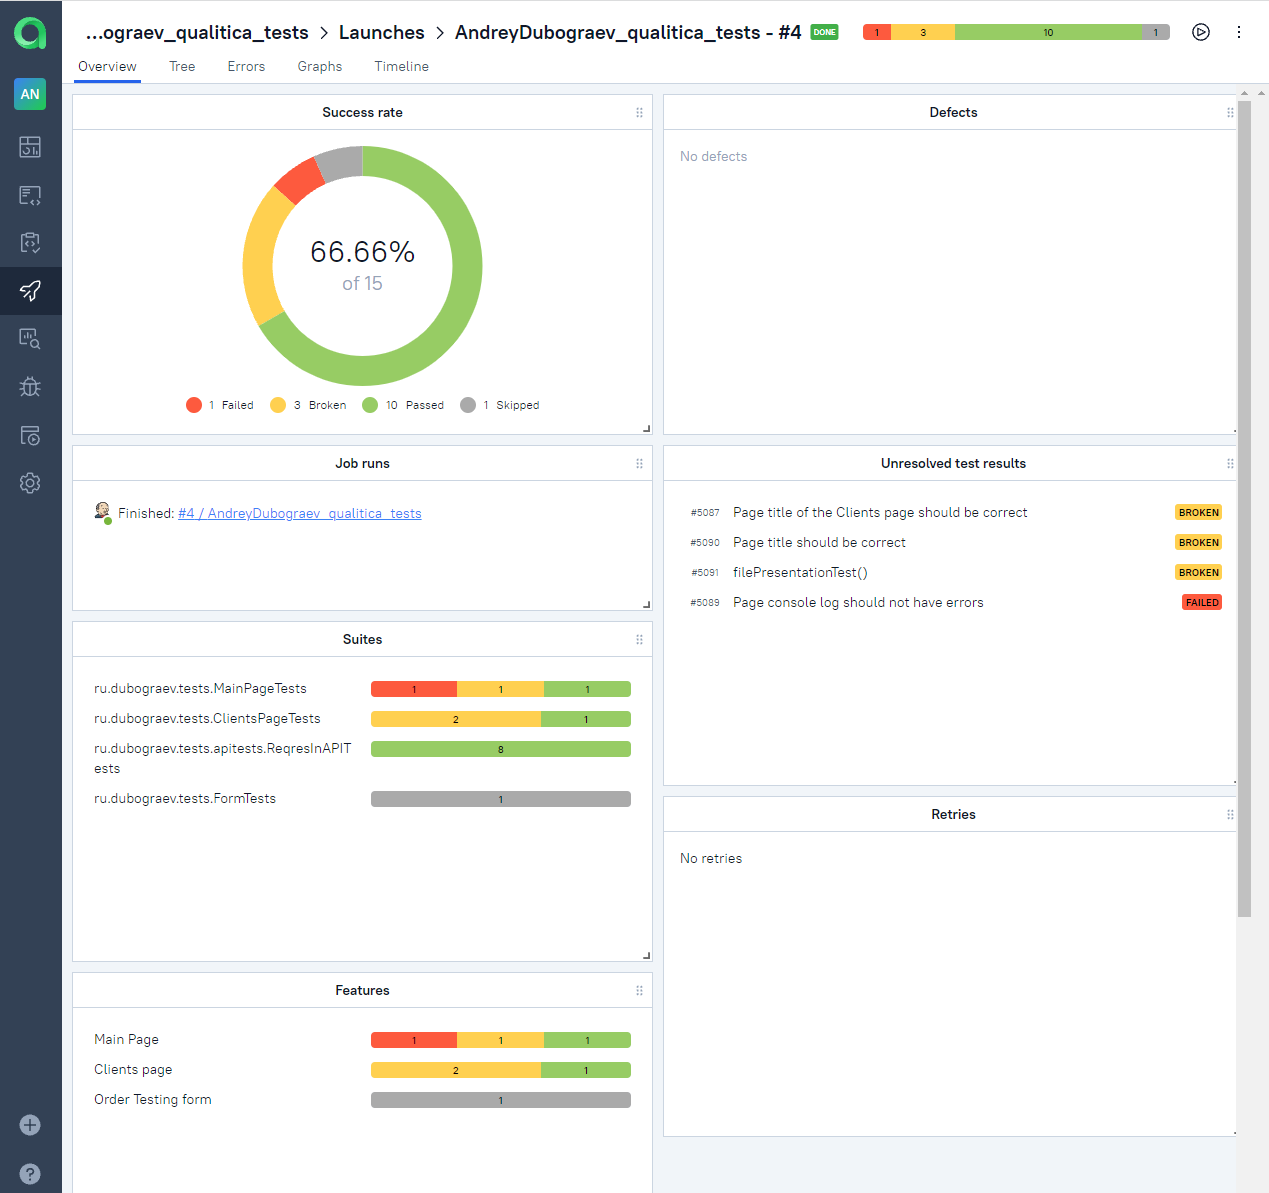 ...ograev_qualitica_tests > Launches > AndreyDubograev_qualitica_tests - #4 DONE 1 3 10 1
Overview Tree Errors Graphs Timeline
AN
Success rate
66.66%
of 15
1 Failed 3 Broken 10 Passed 1 Skipped
Defects
No defects
Job runs
Finished: #4 / AndreyDubograev_qualitica_tests
Unresolved test results
#5087 Page title of the Clients page should be correct BROKEN
#5090 Page title should be correct BROKEN
#5091 filePresentationTest() BROKEN
#5089 Page console log should not have errors FAILED
Suites
ru.dubograev.tests.MainPageTests 1 1 1
ru.dubograev.tests.ClientsPageTests 2 1
ru.dubograev.tests.apitests.ReqresInAPIT
ests 8
ru.dubograev.tests.FormTests 1
Retries
No retries
Features
Main Page 1 1 1
Clients page 2 1
Order Testing form 1